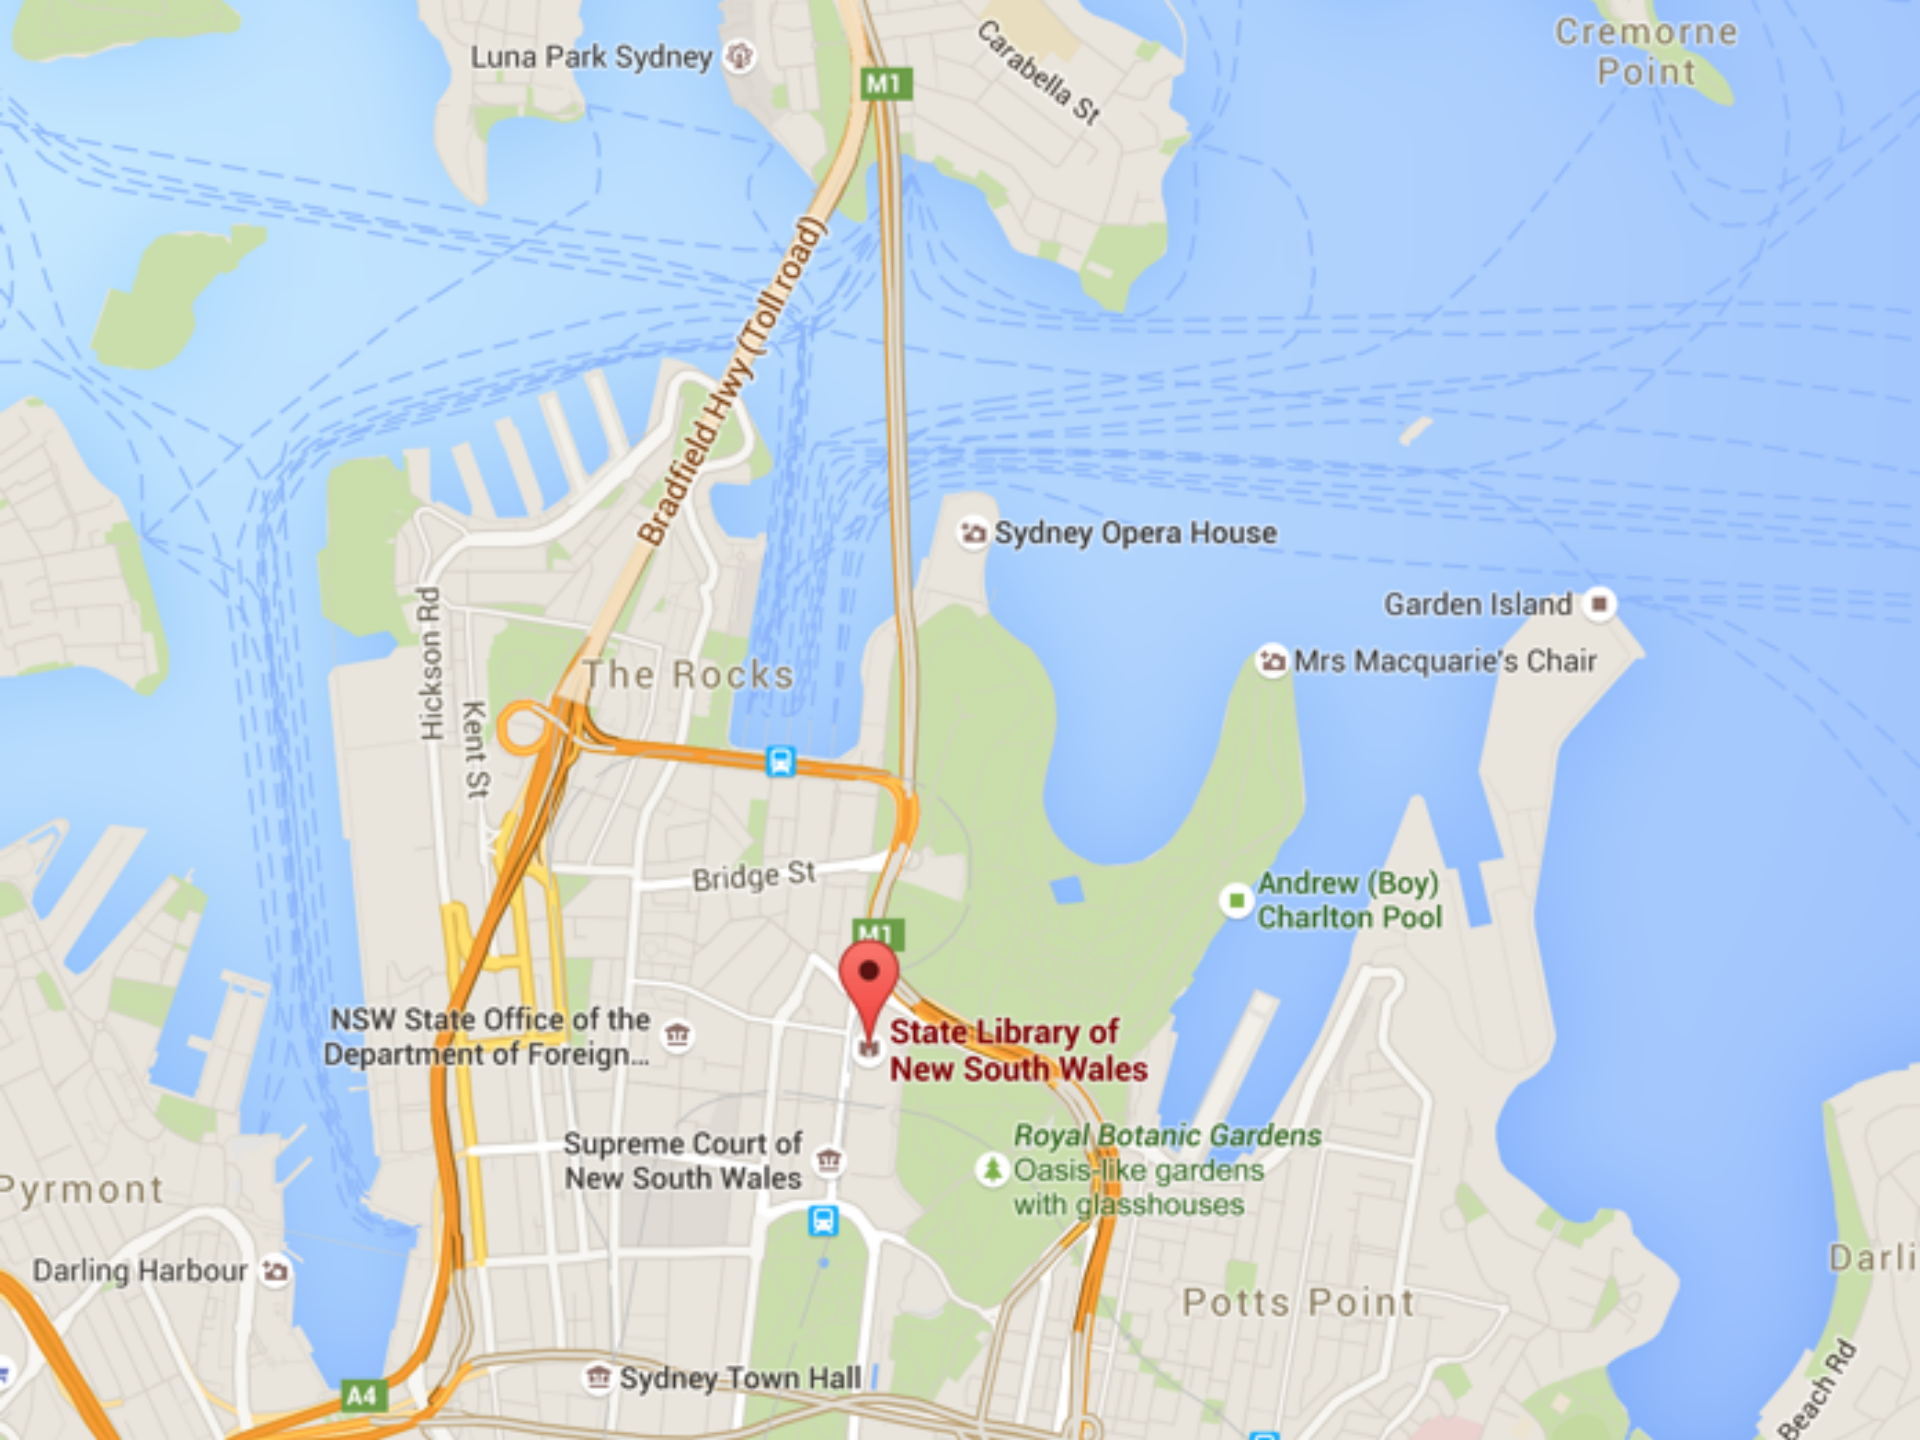 Cremorne
Point
Luna Park Sydney
M1
Carabella St
Bradfield Hwy (Toll road)
Sydney Opera House
Garden Island
Mrs Macquarie's Chair
Hickson Rd
The Rocks
Kent St
Bridge St
Andrew (Boy)
Charlton Pool
M1
NSW State Office of the
Department of Foreign...
State Library of
New South Wales
Royal Botanic Gardens
Oasis-like gardens
with glasshouses
Supreme Court of
New South Wales
Pyrmont
Darling Harbour
Darli
Potts Point
Sydney Town Hall
A4
Beach Rd